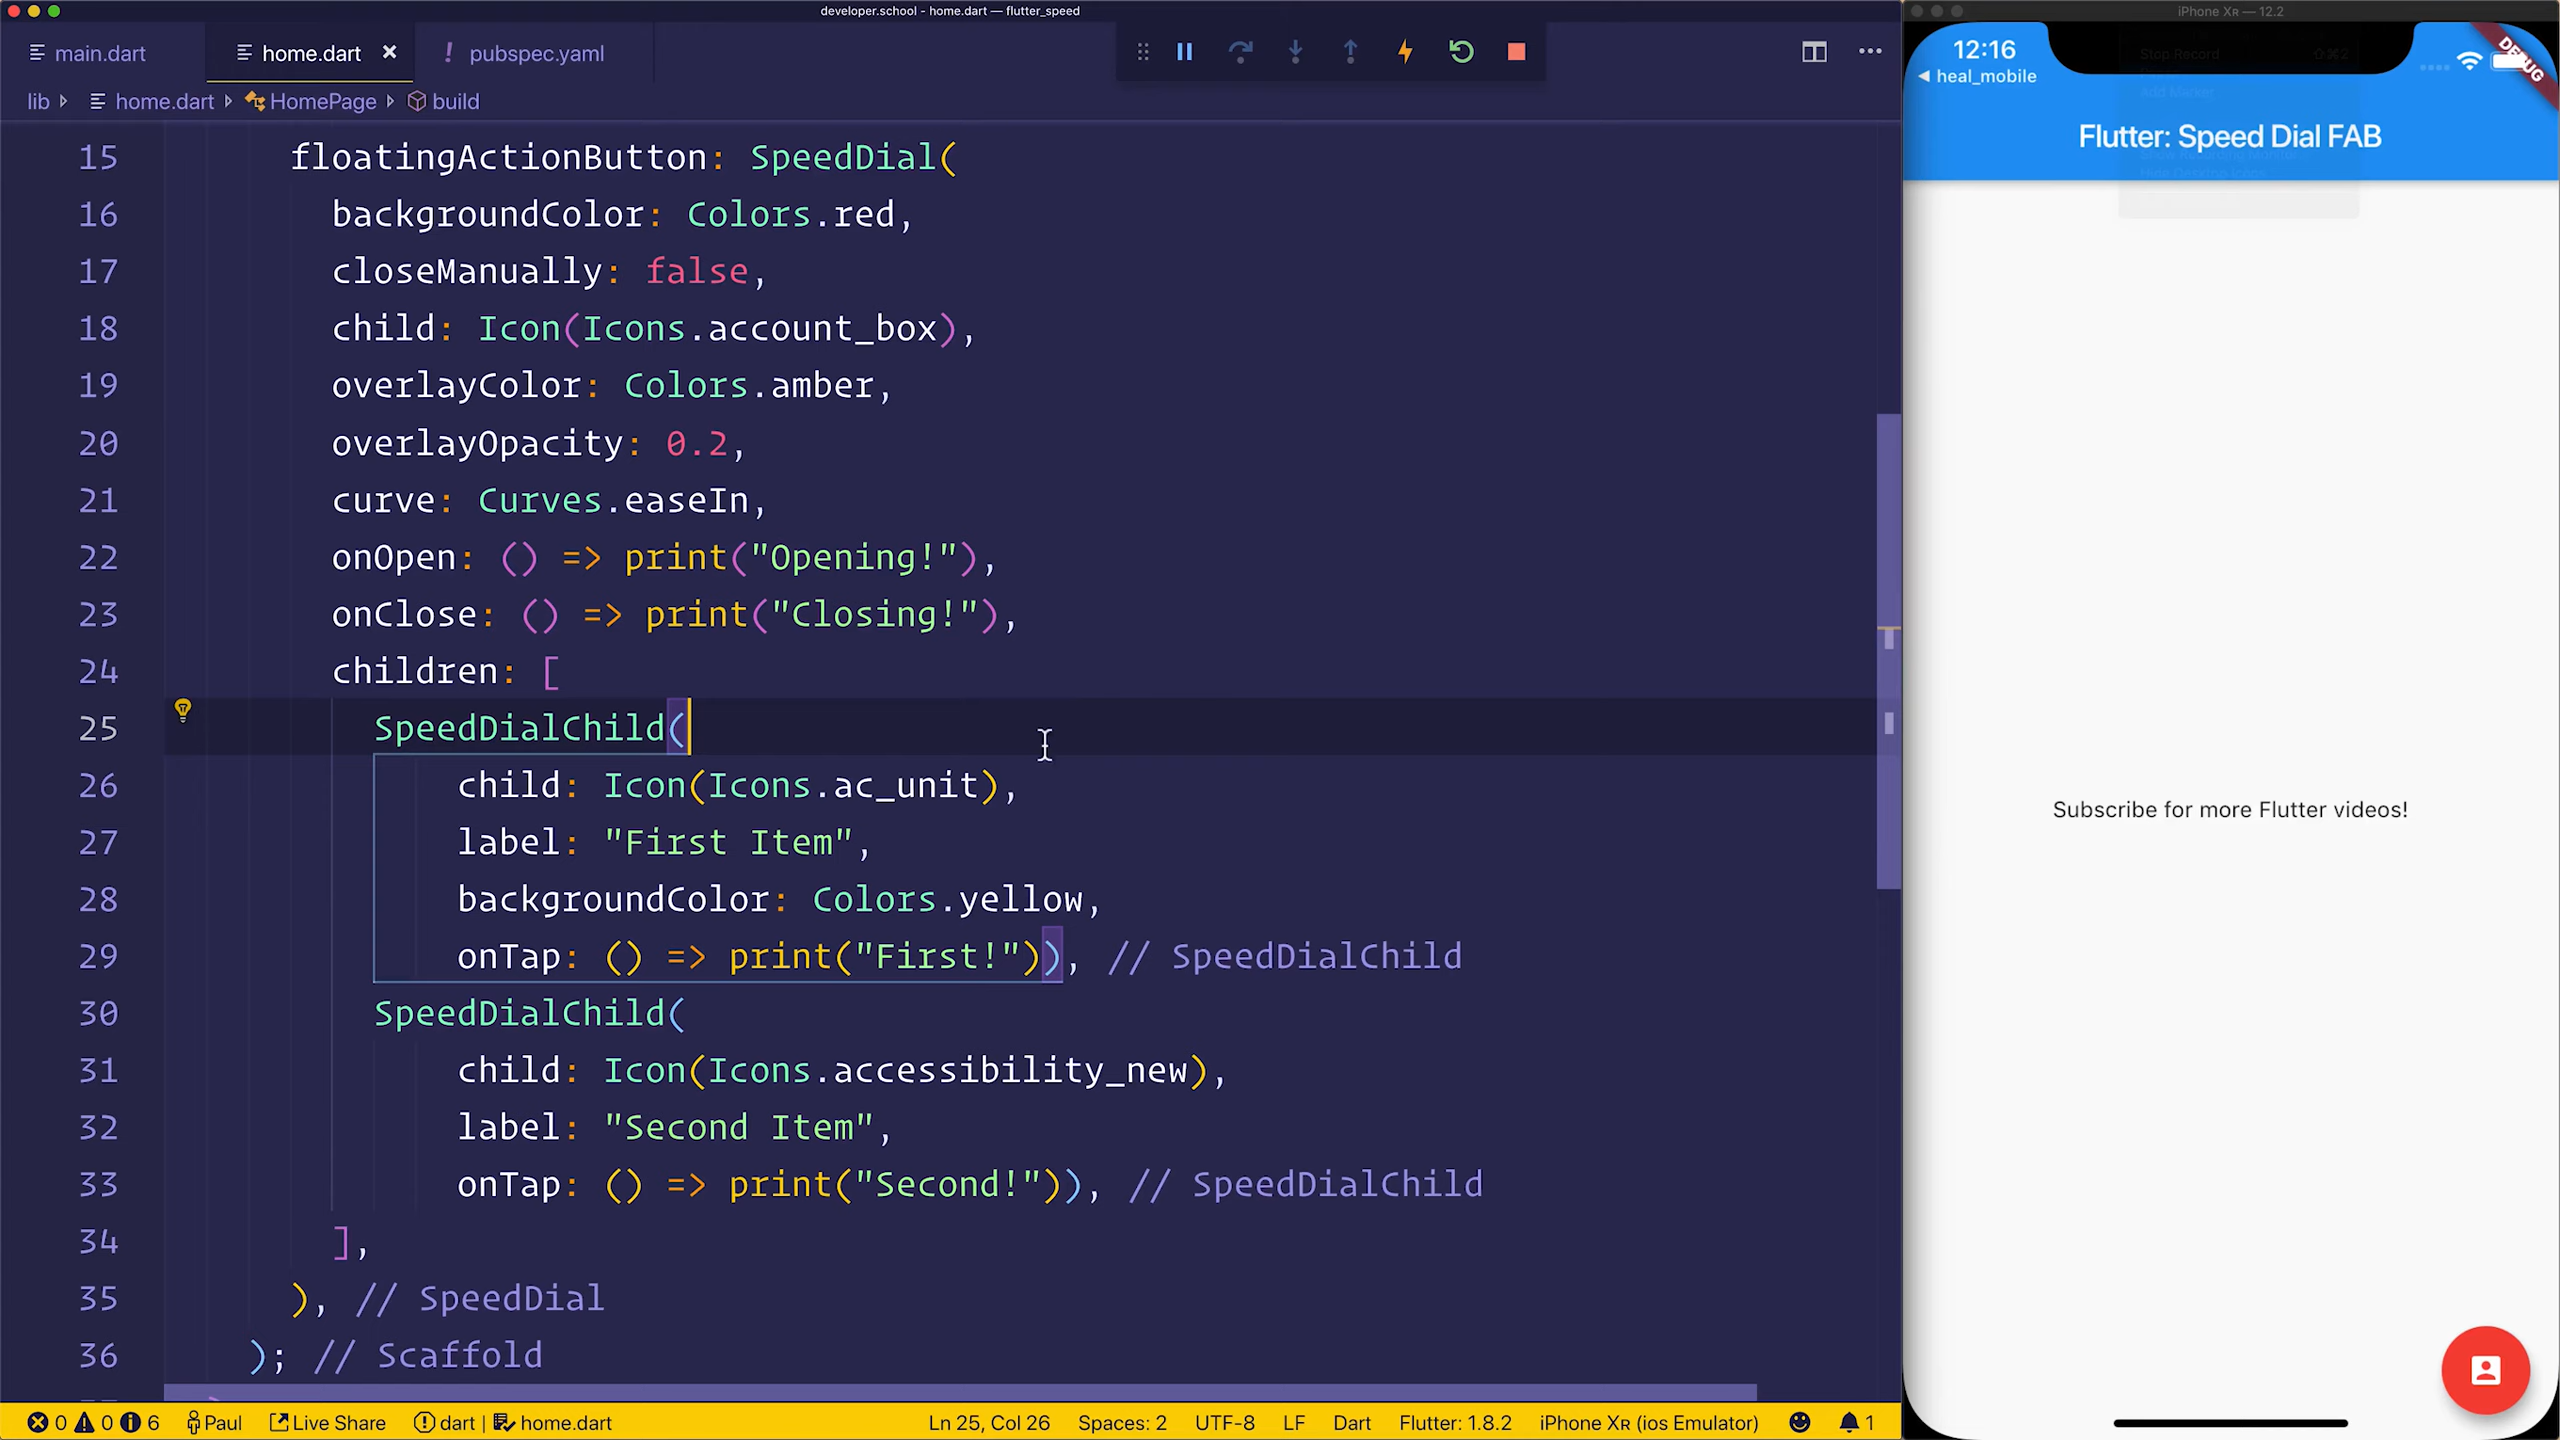 developer.school - home.dart — flutter_speed
main.dart
home.dart
pubspec.yaml
lib
home.dart
HomePage
build
15 floatingActionButton: SpeedDial(
16 backgroundColor: Colors.red,
17 closeManually: false,
18 child: Icon(Icons.account_box),
19 overlayColor: Colors.amber,
20 overlayOpacity: 0.2,
21 curve: Curves.easeIn,
22 onOpen: () => print("Opening!"),
23 onClose: () => print("Closing!"),
24 children: [
25 SpeedDialChild(
26 child: Icon(Icons.ac_unit),
27 label: "First Item",
28 backgroundColor: Colors.yellow,
29 onTap: () => print("First!")), // SpeedDialChild
30 SpeedDialChild(
31 child: Icon(Icons.accessibility_new),
32 label: "Second Item",
33 onTap: () => print("Second!")), // SpeedDialChild
34 ],
35 ), // SpeedDial
36 ); // Scaffold
0 0 6 Paul Live Share dart | home.dart Ln 25, Col 26 Spaces: 2 UTF-8 LF Dart Flutter: 1.8.2 iPhone XR (ios Emulator) 1
iPhone XR — 12.2
12:16
heal_mobile
DEBUG
Stop Record
Add Marker
Flutter: Speed Dial FAB
Subscribe for more Flutter videos!